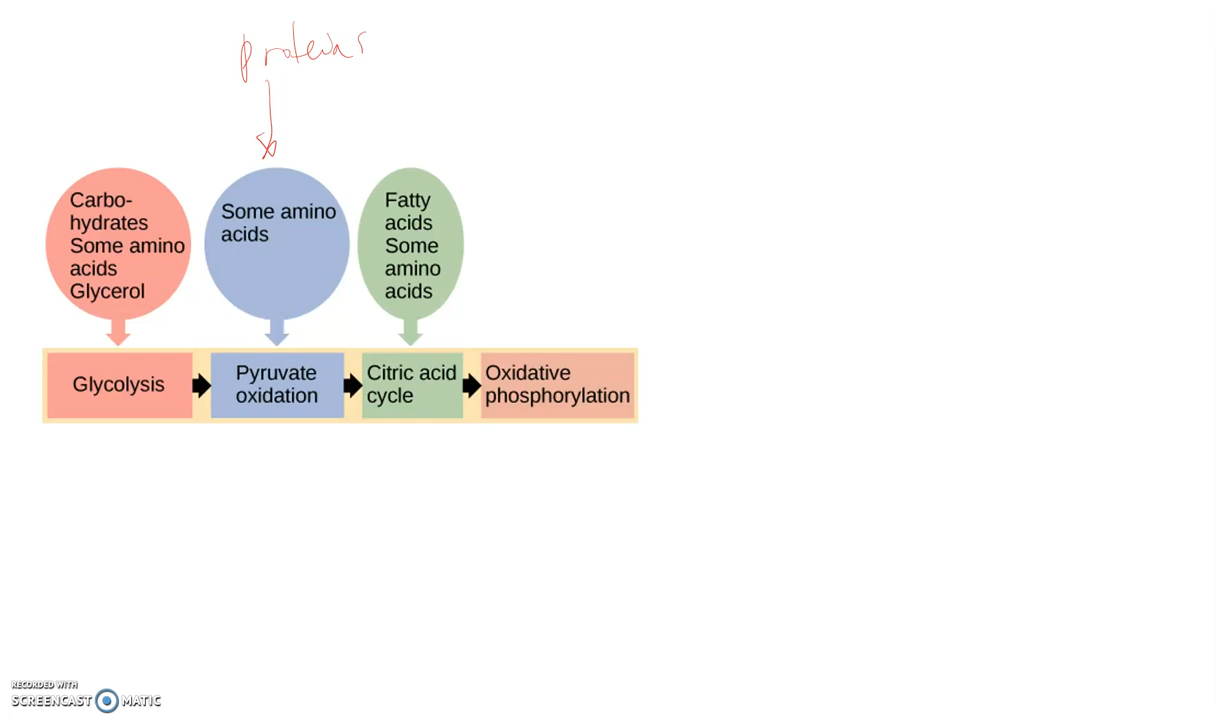 proteins
Carbo-
hydrates
Some amino
acids
Glycerol
Some amino
acids
Fatty
acids
Some
amino
acids
Glycolysis
Pyruvate
oxidation
Citric acid
cycle
Oxidative
phosphorylation
RECORDED WITH
SCREENCAST MATIC